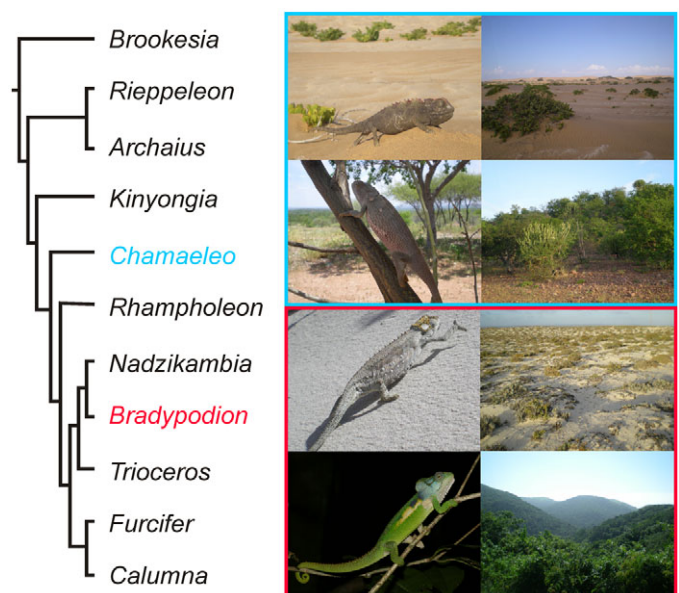 Brookesia
Rieppeleon
Archaius
Kinyongia
Chamaeleo
Rhampholeon
Nadzikambia
Bradypodion
Trioceros
Furcifer
Calumna